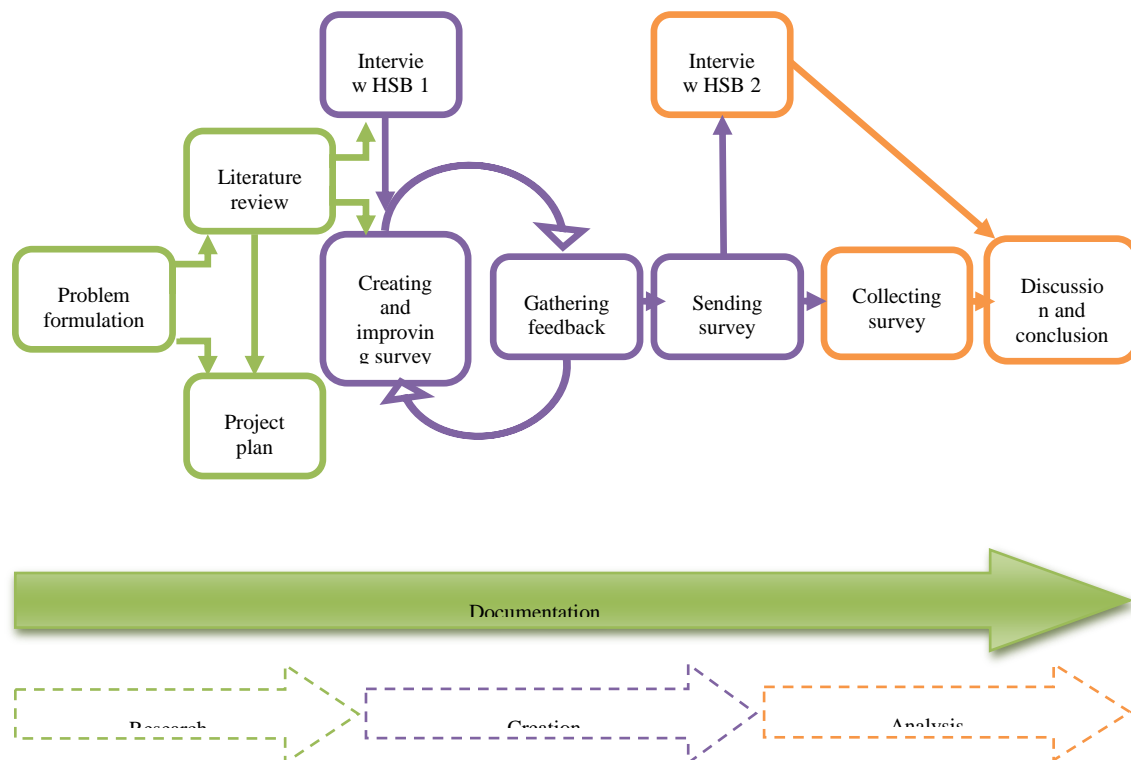 Intervie
w HSB 1
Intervie
w HSB 2
Literature
review
Problem
formulation
Creating
and
improvin
g survey
Gathering
feedback
Sending
survey
Collecting
survey
Discussio
n and
conclusion
Project
plan
Documentation
Research
Creation
Analysis